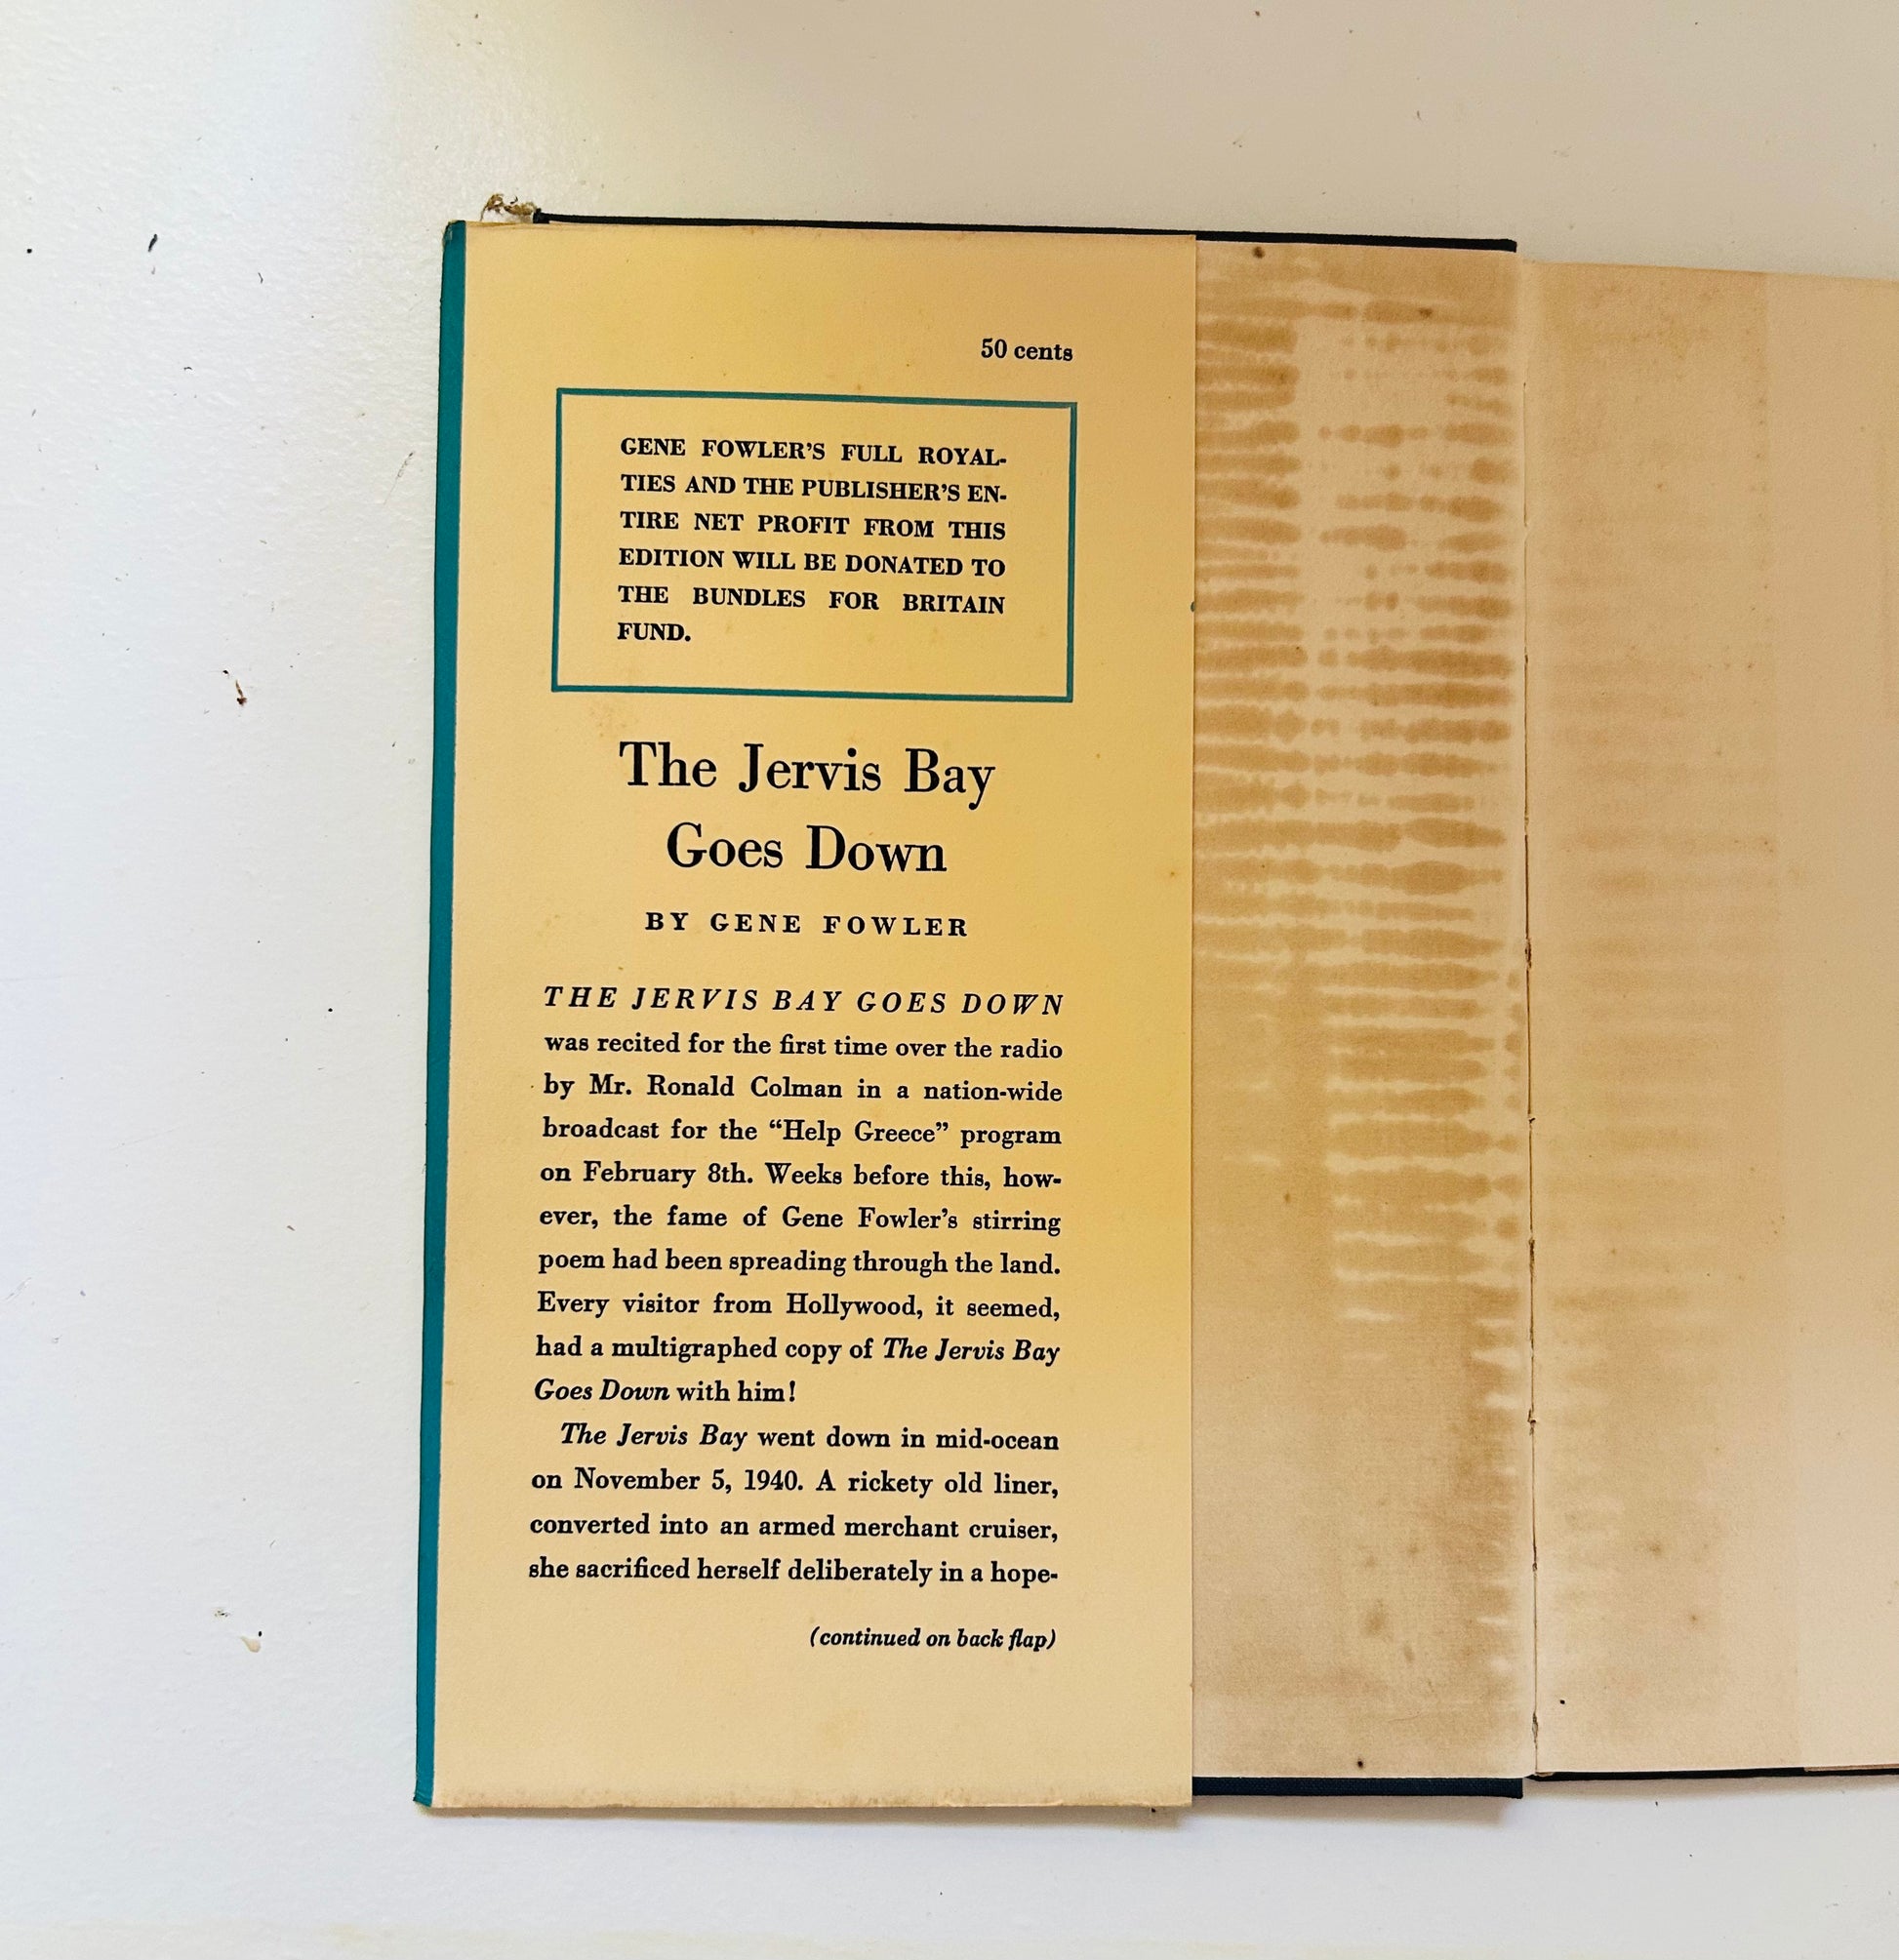 50 cents
GENE FOWLER'S FULL ROYAL-
TIES AND THE PUBLISHER'S EN-
TIRE NET PROFIT FROM THIS
EDITION WILL BE DONATED TO
THE BUNDLES FOR BRITAIN
FUND.
The Jervis Bay
Goes Down
BY GENE FOWLER
THE JERVIS BAY GOES DOWN
was recited for the first time over the radio
by Mr. Ronald Colman in a nation-wide
broadcast for the “Help Greece” program
on February 8th. Weeks before this, how-
ever, the fame of Gene Fowler's stirring
poem had been spreading through the land.
Every visitor from Hollywood, it seemed,
had a multigraphed copy of The Jervis Bay
Goes Down with him!
The Jervis Bay went down in mid-ocean
on November 5, 1940. A rickety old liner,
converted into an armed merchant cruiser,
she sacrificed herself deliberately in a hope-
(continued on back flap)